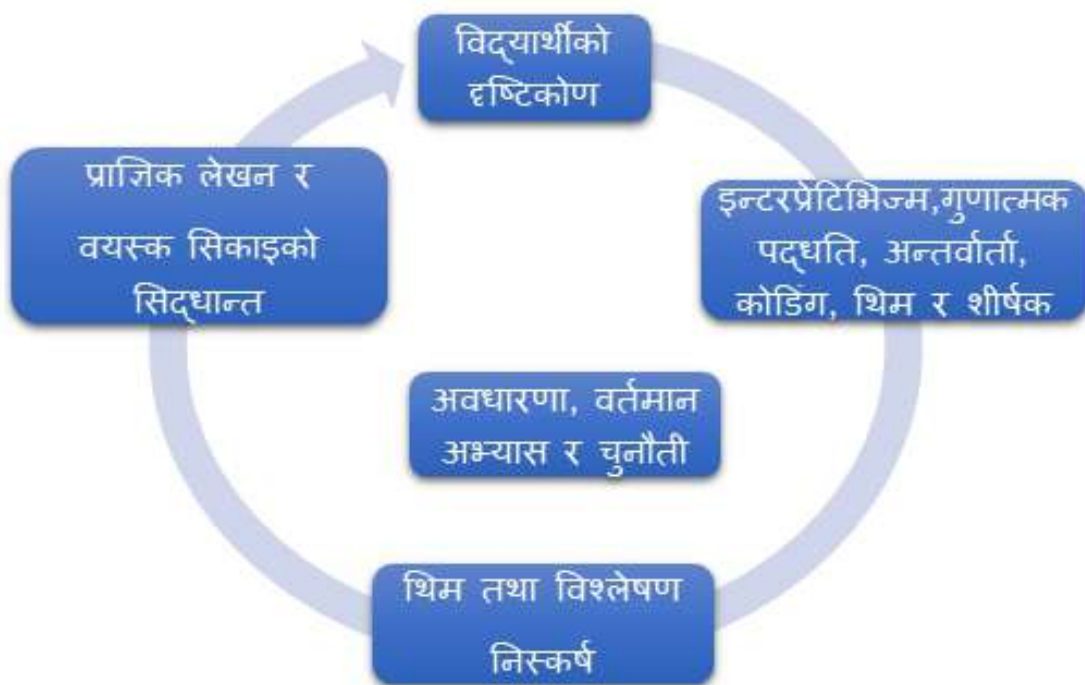 विद्यार्थीको
दृष्टिकोण
प्राज्ञिक लेखन र
वयस्क सिकाइको
सिद्धान्त
इन्टरप्रेटिभिज्म,गुणात्मक
पद्धति, अन्तर्वार्ता,
कोडिंग, थिम र शीर्षक
अवधारणा, वर्तमान
अभ्यास र चुनौती
थिम तथा विश्लेषण
निस्कर्ष